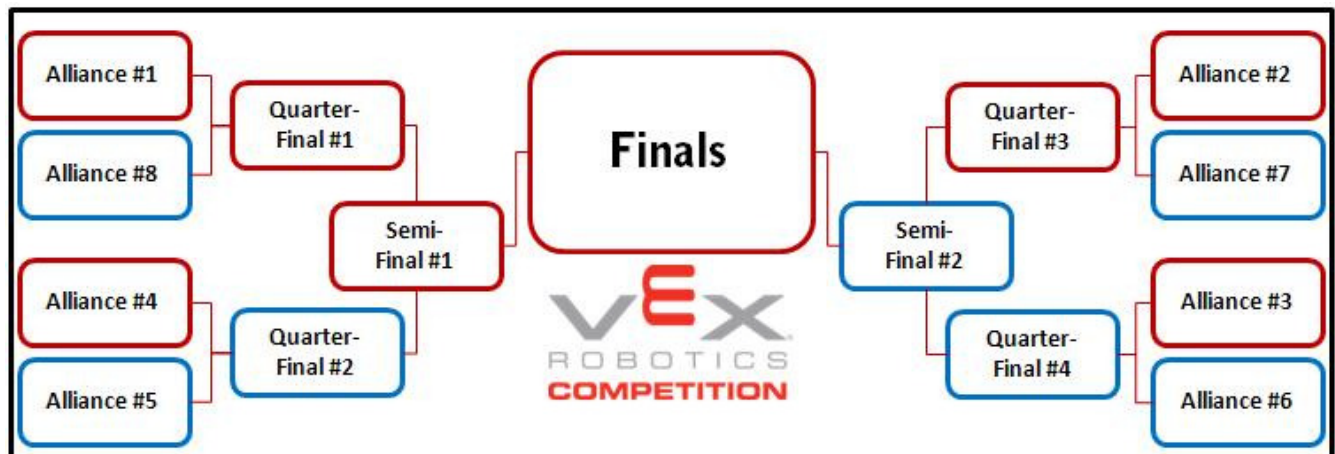 Alliance #1
Alliance #8
Quarter-
Final #1
Alliance #4
Alliance #5
Quarter-
Final #2
Semi-
Final #1
Finals
VEX
ROBOTICS
COMPETITION
Semi-
Final #2
Quarter-
Final #3
Alliance #2
Alliance #7
Quarter-
Final #4
Alliance #3
Alliance #6